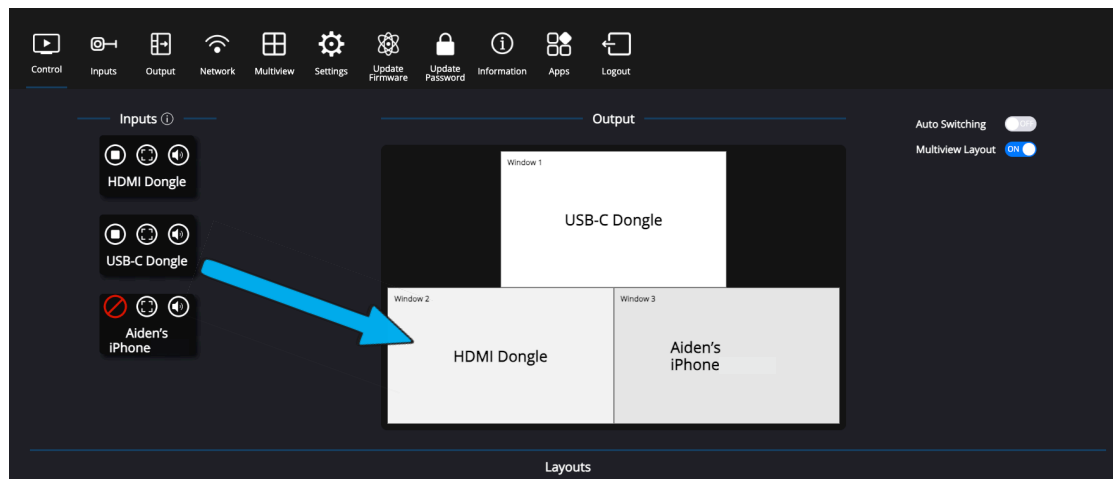 Control
Inputs
Output
Network
Multiview
Settings
Update
Firmware
Update
Password
Information
Apps
Logout
Inputs
HDMI Dongle
USB-C Dongle
Aiden's
iPhone
Output
Window 1
USB-C Dongle
Window 2
HDMI Dongle
Window 3
Aiden's
iPhone
Auto Switching OFF
Multiview Layout ON
Layouts